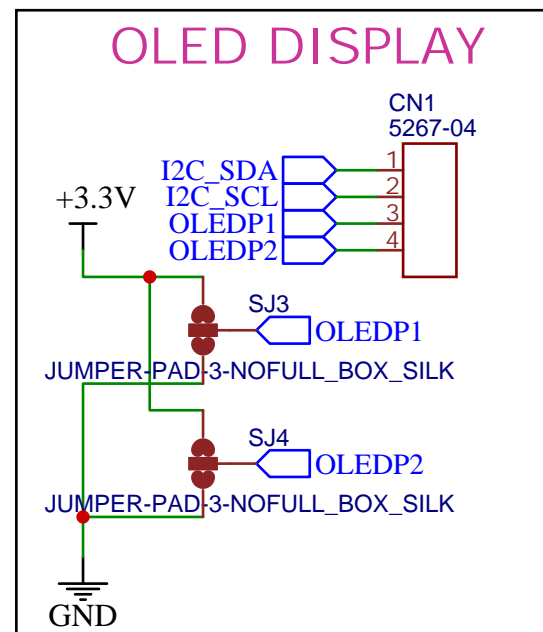 OLED DISPLAY
CN1
5267-04
I2C_SDA 1
I2C_SCL 2
OLEDP1 3
OLEDP2 4
+3.3V
SJ3
OLEDP1
JUMPER-PAD-3-NOFULL_BOX_SILK
SJ4
OLEDP2
JUMPER-PAD-3-NOFULL_BOX_SILK
GND